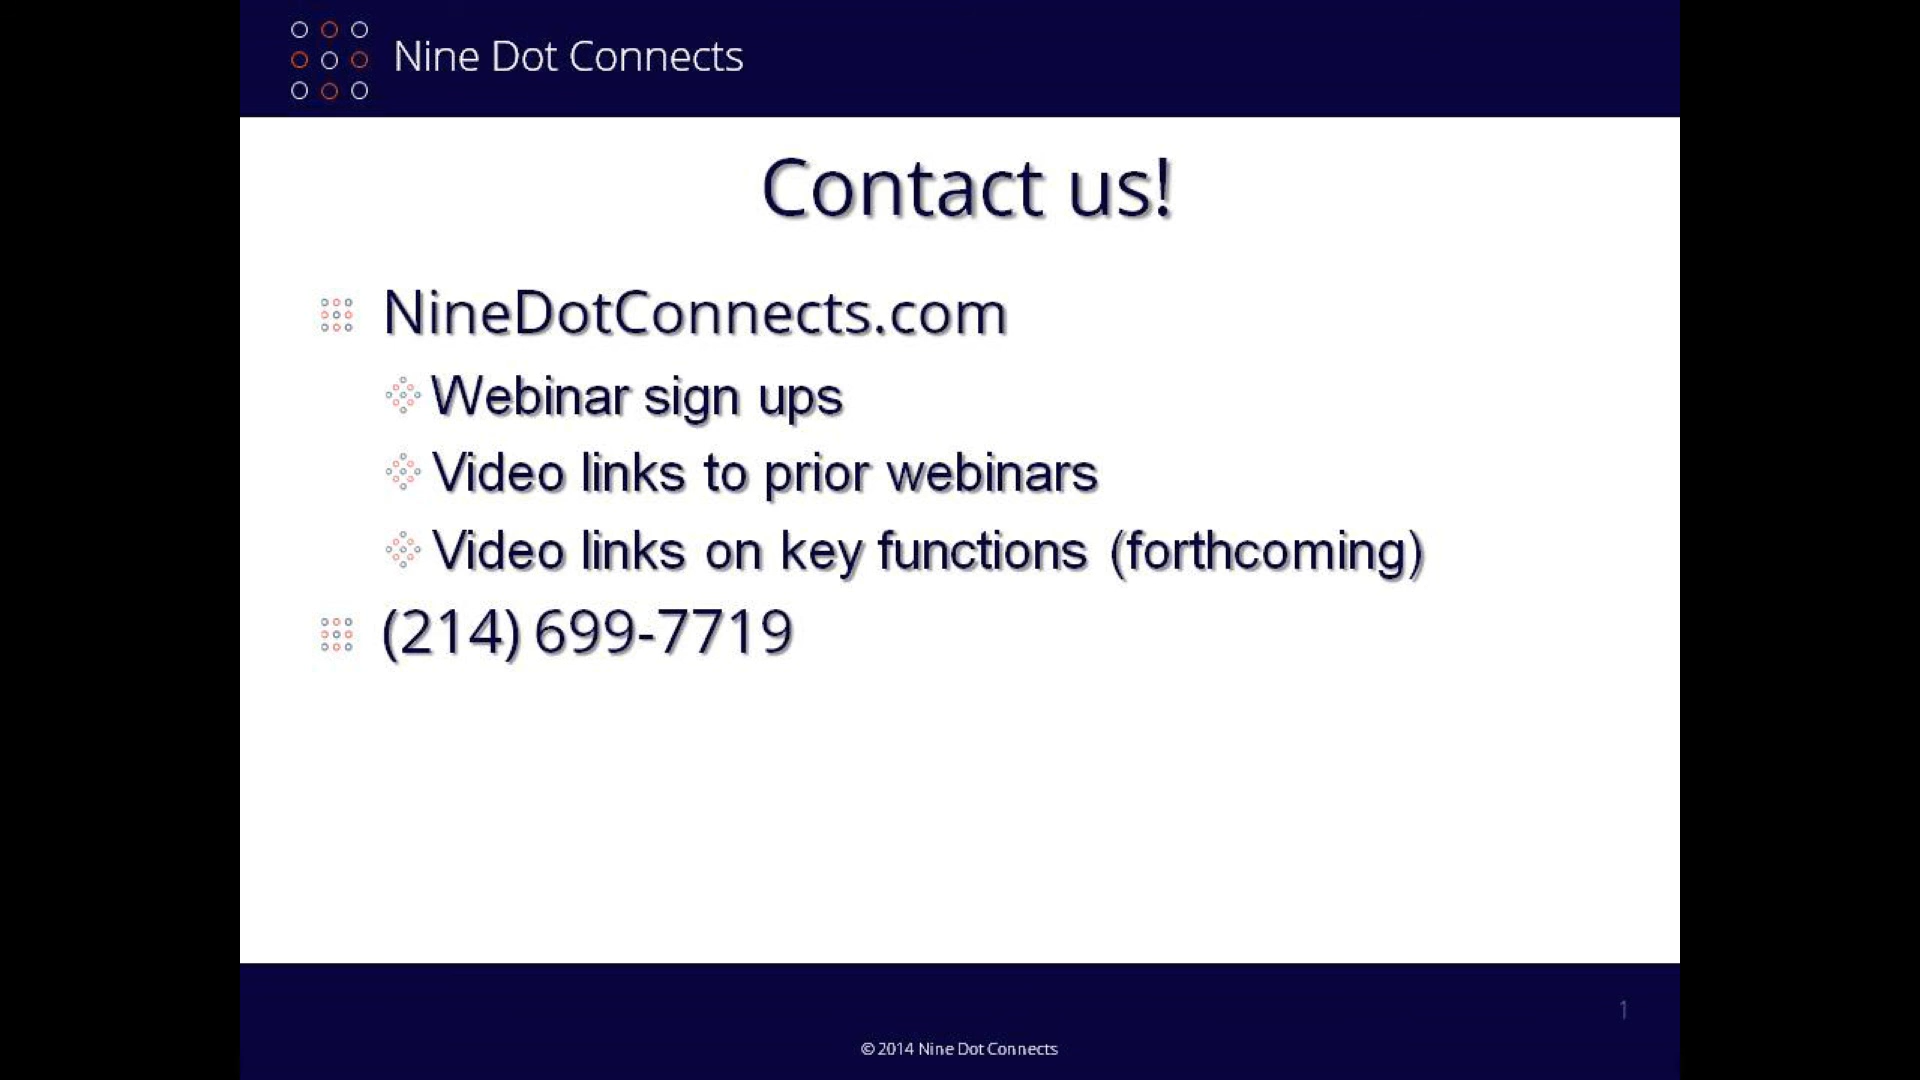 Nine Dot Connects
Contact us!
NineDotConnects.com
Webinar sign ups
Video links to prior webinars
Video links on key functions (forthcoming)
(214) 699-7719
1
© 2014 Nine Dot Connects